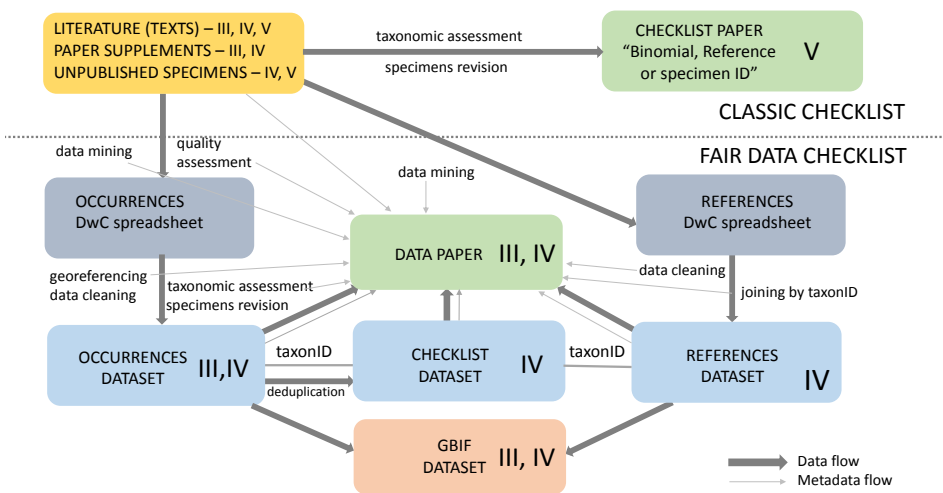 LITERATURE (TEXTS) – III, IV, V
PAPER SUPPLEMENTS – III, IV
UNPUBLISHED SPECIMENS – IV, V
taxonomic assessment
specimens revision
CHECKLIST PAPER
“Binomial, Reference
or specimen ID”
V
CLASSIC CHECKLIST
FAIR DATA CHECKLIST
data mining
quality
assessment
data mining
OCCURRENCES
DwC spreadsheet
REFERENCES
DwC spreadsheet
DATA PAPER
III, IV
georeferencing
data cleaning
taxonomic assessment
specimens revision
data cleaning
joining by taxonID
OCCURRENCES
DATASET
III,IV
taxonID
deduplication
CHECKLIST
DATASET
IV
taxonID
REFERENCES
DATASET
IV
GBIF
DATASET
III, IV
Data flow
Metadata flow